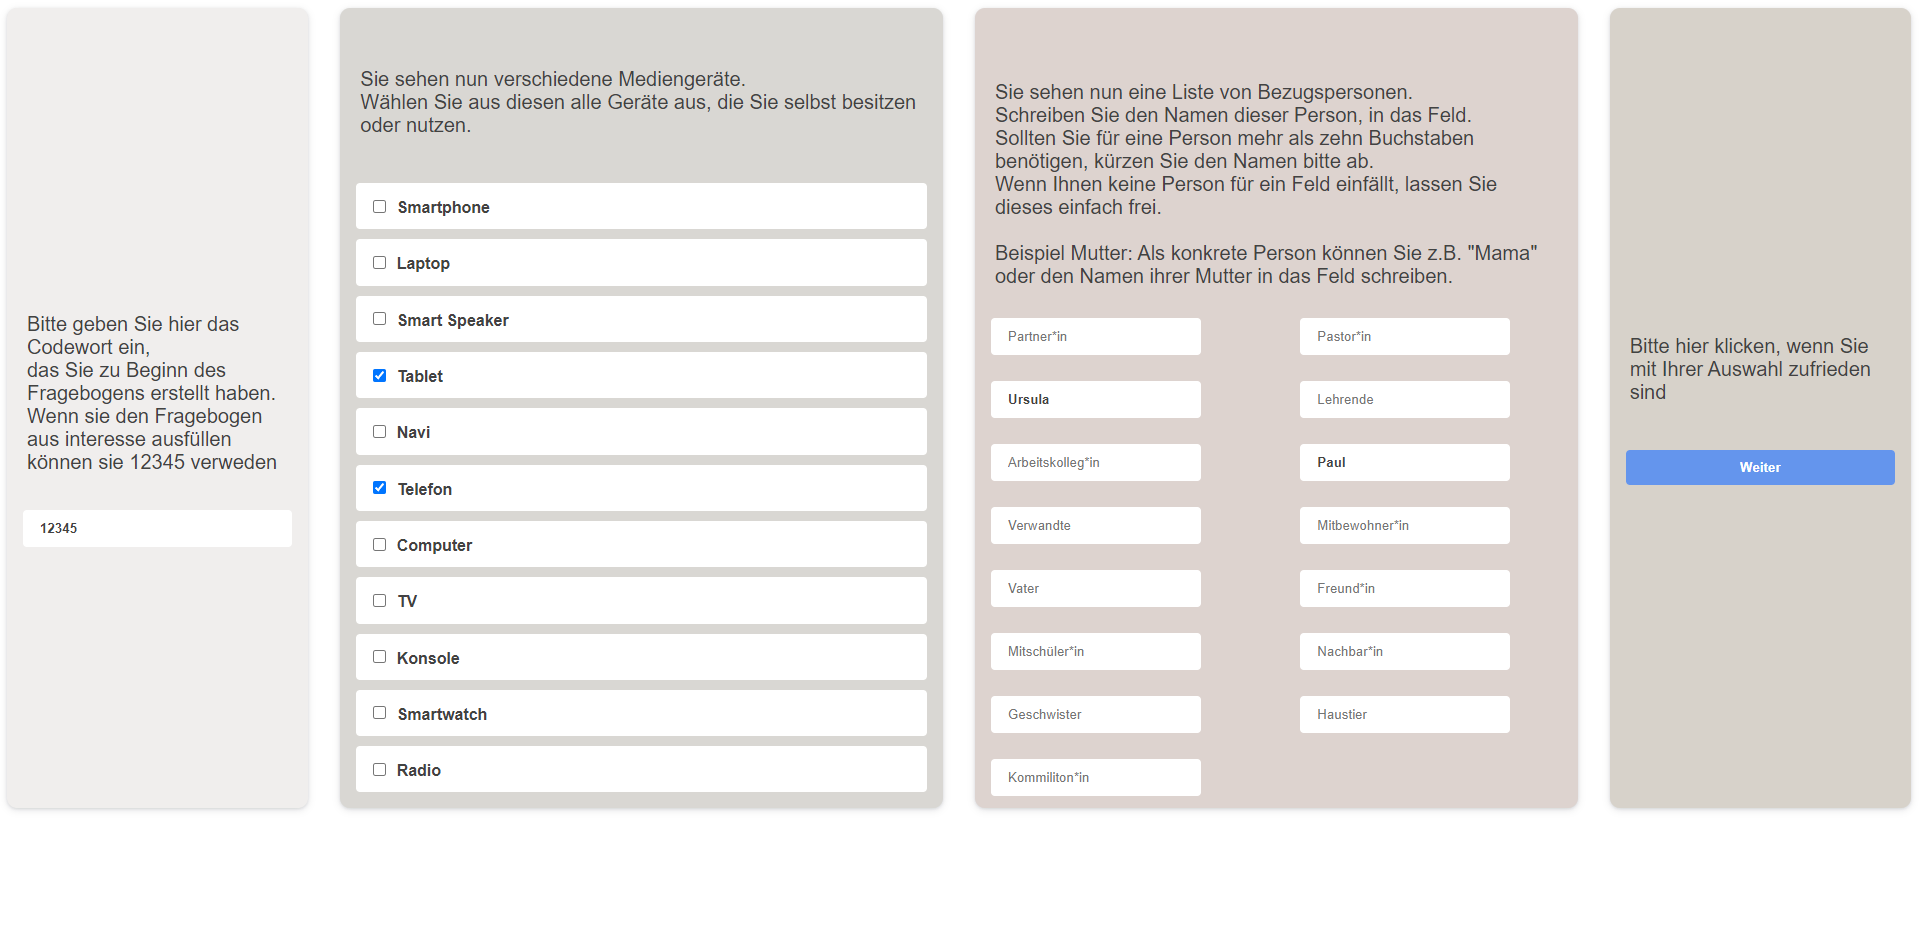 Bitte geben Sie hier das
Codewort ein,
das Sie zu Beginn des
Fragebogens erstellt haben.
Wenn sie den Fragebogen
aus interesse ausfüllen
können sie 12345 verweden
12345
Sie sehen nun verschiedene Mediengeräte.
Wählen Sie aus diesen alle Geräte aus, die Sie selbst besitzen
oder nutzen.
Smartphone
Laptop
Smart Speaker
Tablet
Navi
Telefon
Computer
TV
Konsole
Smartwatch
Radio
Sie sehen nun eine Liste von Bezugspersonen.
Schreiben Sie den Namen dieser Person, in das Feld.
Sollten Sie für eine Person mehr als zehn Buchstaben
benötigen, kürzen Sie den Namen bitte ab.
Wenn Ihnen keine Person für ein Feld einfällt, lassen Sie
dieses einfach frei.
Beispiel Mutter: Als konkrete Person können Sie z.B. "Mama"
oder den Namen ihrer Mutter in das Feld schreiben.
Partner*in
Pastor*in
Ursula
Lehrende
Arbeitskolleg*in
Paul
Verwandte
Mitbewohner*in
Vater
Freund*in
Mitschüler*in
Nachbar*in
Geschwister
Haustier
Kommiliton*in
Bitte hier klicken, wenn Sie
mit Ihrer Auswahl zufrieden
sind
Weiter